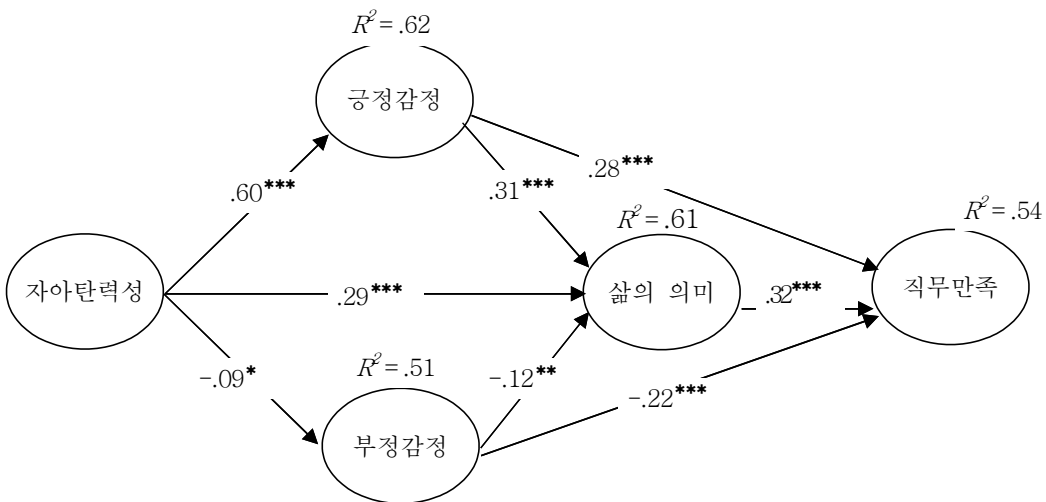 R² = .62
긍정감정
.28***
.60***
.31***
R² = .61
R² = .54
자아탄력성
.29***
삶의 의미
.32***
직무만족
R² = .51
-.09*
-.12**
-.22***
부정감정